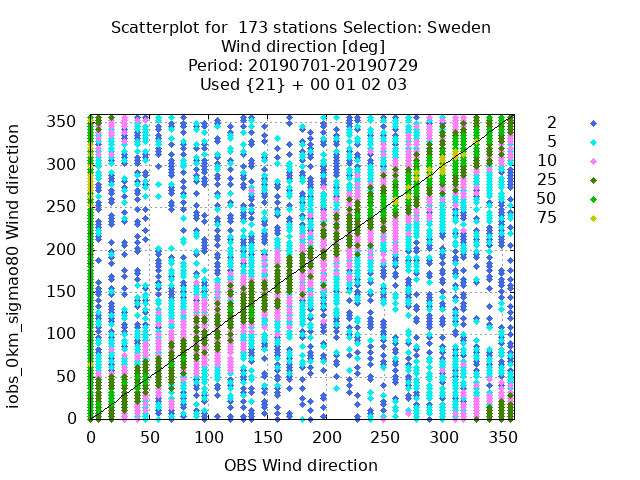 Scatterplot for  173 stations Selection: Sweden
Wind direction [deg]
Period: 20190701-20190729
Used {21} + 00 01 02 03
iobs_0km_sigmao80 Wind direction
350
300
250
200
150
100
50
0
0 50 100 150 200 250 300 350
OBS Wind direction
2
5
10
25
50
75